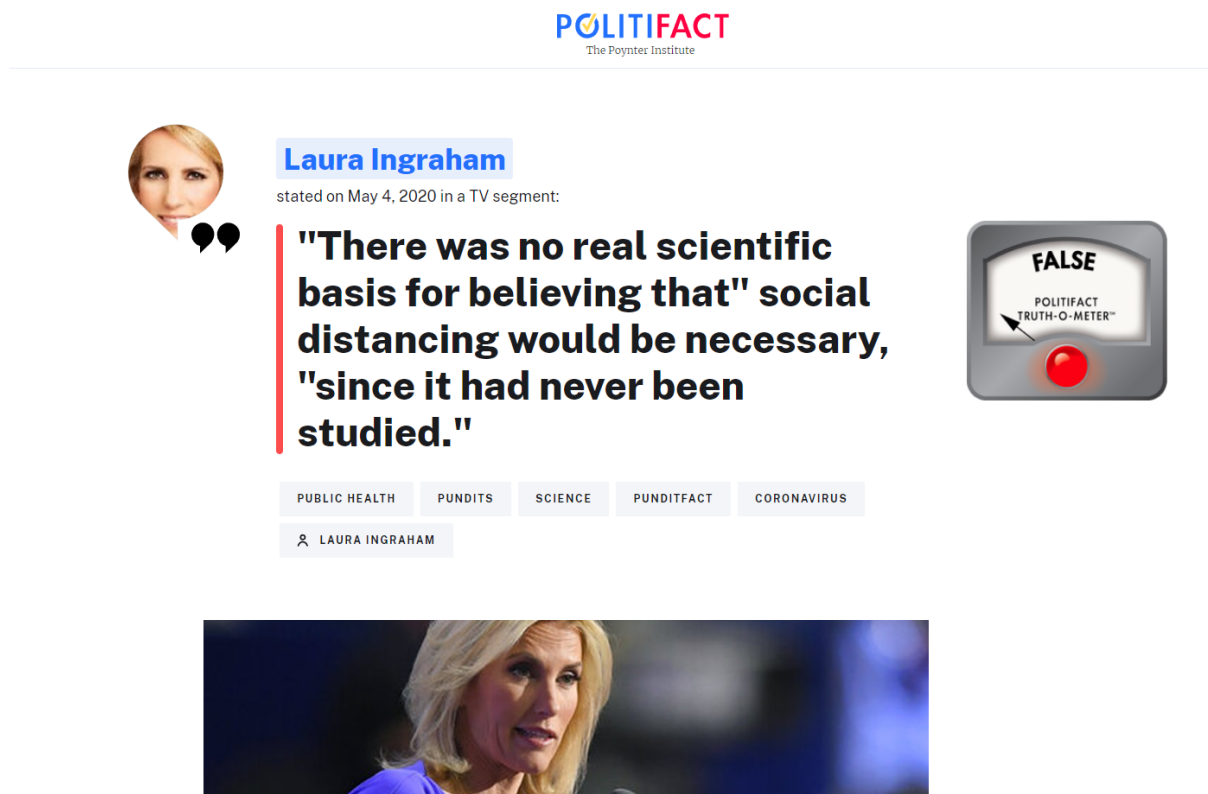 POLITIFACT
The Poynter Institute
Laura Ingraham
stated on May 4, 2020 in a TV segment:
"There was no real scientific
basis for believing that" social
distancing would be necessary,
"since it had never been
studied."
FALSE
POLITIFACT
TRUTH-O-METER™
PUBLIC HEALTH
PUNDITS
SCIENCE
PUNDITFACT
CORONAVIRUS
LAURA INGRAHAM